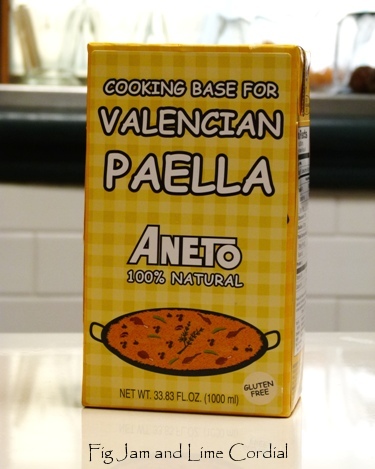 COOKING BASE FOR
VALENCIAN
PAELLA
ANETO
100% NATURAL
NET WT. 33.83 FL.OZ. (1000 ml)
GLUTEN
FREE
Fig Jam and Lime Cordial